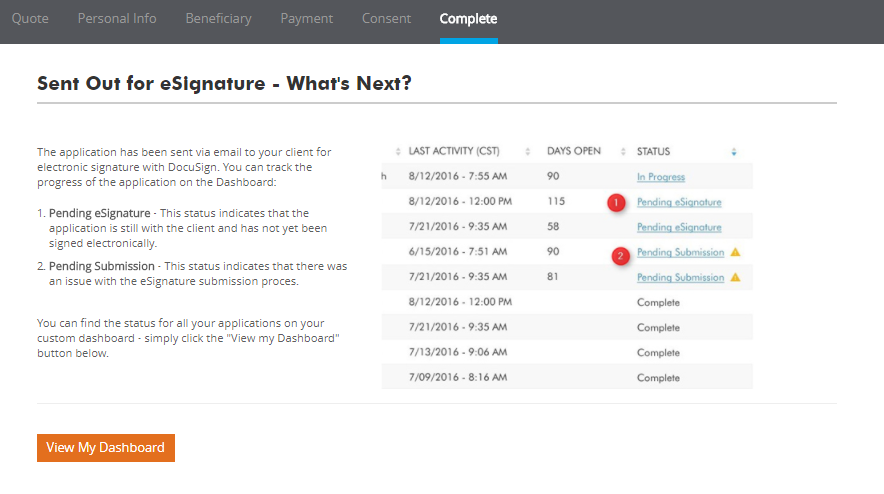 Quote Personal Info Beneficiary Payment Consent Complete
Sent Out for eSignature - What's Next?
The application has been sent via email to your client for
electronic signature with DocuSign. You can track the
progress of the application on the Dashboard:
1. Pending eSignature - This status indicates that the
application is still with the client and has not yet been
signed electronically.
2. Pending Submission - This status indicates that there was
an issue with the eSignature submission proces.
You can find the status for all your applications on your
custom dashboard - simply click the "View my Dashboard"
button below.
LAST ACTIVITY (CST) DAYS OPEN STATUS
h 8/12/2016 - 7:55 AM 90 In Progress
8/12/2016 - 12:00 PM 115 1 Pending eSignature
7/21/2016 - 9:35 AM 58 Pending eSignature
6/15/2016 - 7:51 AM 90 2 Pending Submission
7/21/2016 - 9:35 AM 81 Pending Submission
8/12/2016 - 12:00 PM Complete
7/21/2016 - 9:35 AM Complete
7/13/2016 - 9:06 AM Complete
7/09/2016 - 8:16 AM Complete
View My Dashboard